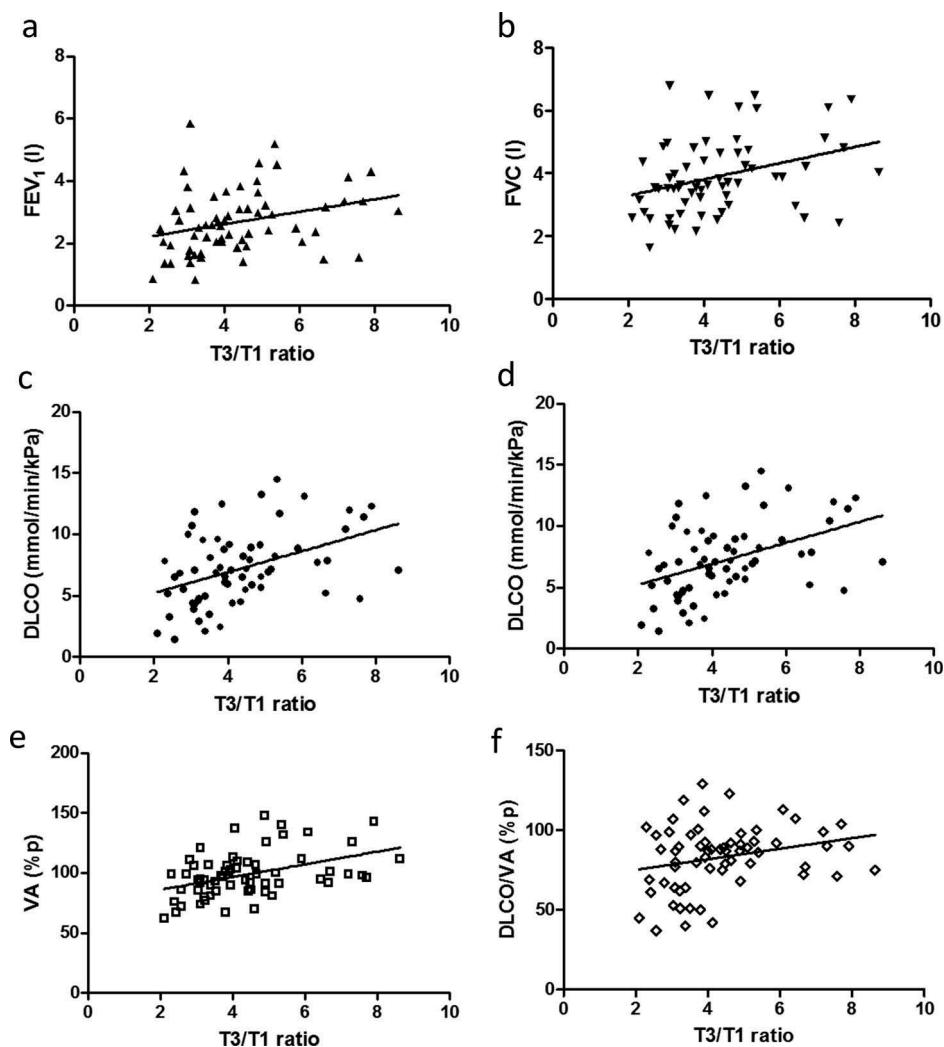 a
FEV₁ (l)
8
6
4
2
0
0 2 4 6 8 10
T3/T1 ratio
b
FVC (l)
8
6
4
2
0
0 2 4 6 8 10
T3/T1 ratio
c
DLCO (mmol/min/kPa)
20
15
10
5
0
0 2 4 6 8 10
T3/T1 ratio
d
DLCO (mmol/min/kPa)
20
15
10
5
0
0 2 4 6 8 10
T3/T1 ratio
e
VA (%p)
200
150
100
50
0
0 2 4 6 8 10
T3/T1 ratio
f
DLCO/VA (%p)
150
100
50
0
0 2 4 6 8 10
T3/T1 ratio